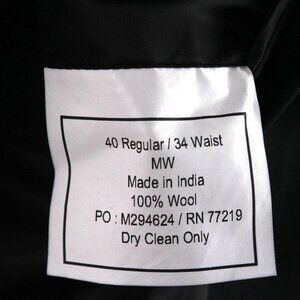 40 Regular / 34 Waist
MW
Made in India
100% Wool
PO : M294624 / RN 77219
Dry Clean Only